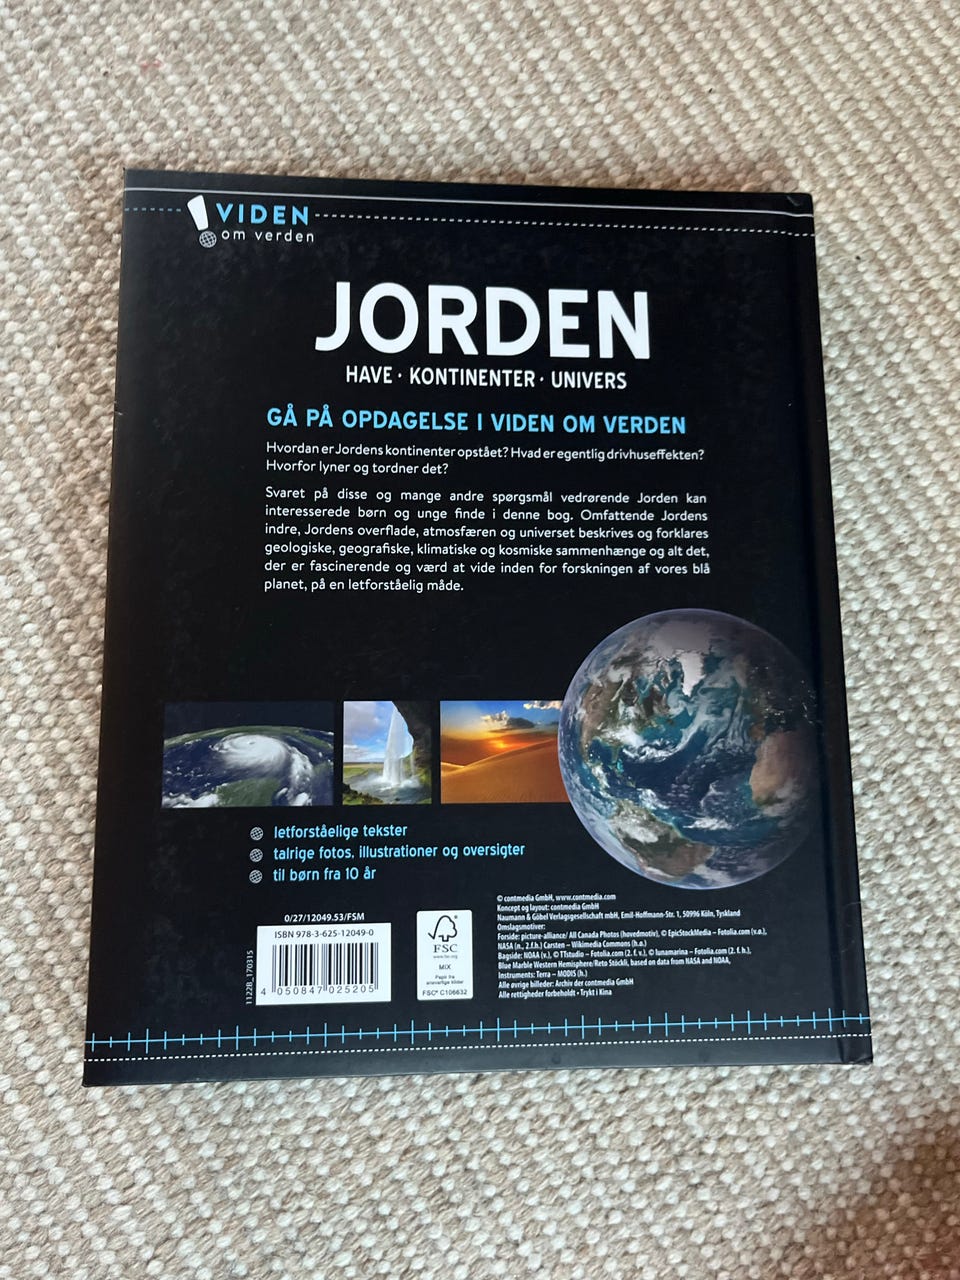 VIDEN
om verden
JORDEN
HAVE · KONTINENTER · UNIVERS
GÅ PÅ OPDAGELSE I VIDEN OM VERDEN
Hvordan er Jordens kontinenter opstået? Hvad er egentlig drivhuseffekten?
Hvorfor lyner og tordner det?
Svaret på disse og mange andre spørgsmål vedrørende Jorden kan
interesserede børn og unge finde i denne bog. Omfattende Jordens
indre, Jordens overflade, atmosfæren og universet beskrives og forklares
geologiske, geografiske, klimatiske og kosmiske sammenhænge og alt det,
der er fascinerende og værd at vide inden for forskningen af vores blå
planet, på en letforståelig måde.
letforståelige tekster
talrige fotos, illustrationer og oversigter
til børn fra 10 år
0/27/12049.53/FSM
ISBN 978-3-625-12049-0
4 050847 025205
1122B_170315
FSC
www.fsc.org
MIX
Papir fra
ansvarlige kilder
FSC® C106632
© contmedia GmbH, www.contmedia.com
Koncept og layout: contmedia GmbH
Naumann & Göbel Verlagsgesellschaft mbH, Emil-Hoffmann-Str. 1, 50996 Köln, Tyskland
Omslagsmotiver:
Forside: picture-alliance/ All Canada Photos (hovedmotiv), © EpicStockMedia – Fotolia.com (v.ø.),
NASA (n., 2.f.h.) Carsten – Wikimedia Commons (h.ø.)
Bagside: NOAA (v.), © TTstudio – Fotolia.com (2. f. v.), © lunamarina – Fotolia.com (2. f. h.),
Blue Marble Western Hemisphere/Reto Stöckli, based on data from NASA and NOAA,
Instruments: Terra – MODIS (h.)
Alle øvrige billeder: Archiv der contmedia GmbH
Alle rettigheder forbeholdt • Trykt i Kina